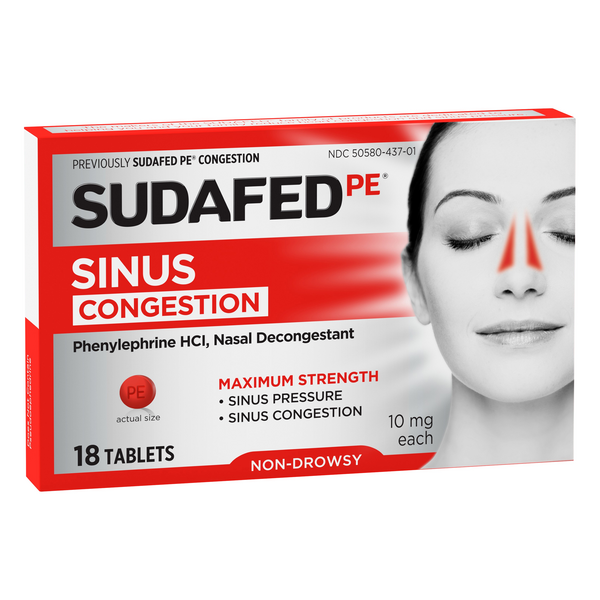 PREVIOUSLY SUDAFED PE® CONGESTION
NDC 50580-437-01
SUDAFED PE®
SINUS
CONGESTION
Phenylephrine HCl, Nasal Decongestant
PE
actual size
MAXIMUM STRENGTH
• SINUS PRESSURE
• SINUS CONGESTION
10 mg
each
18 TABLETS
NON-DROWSY